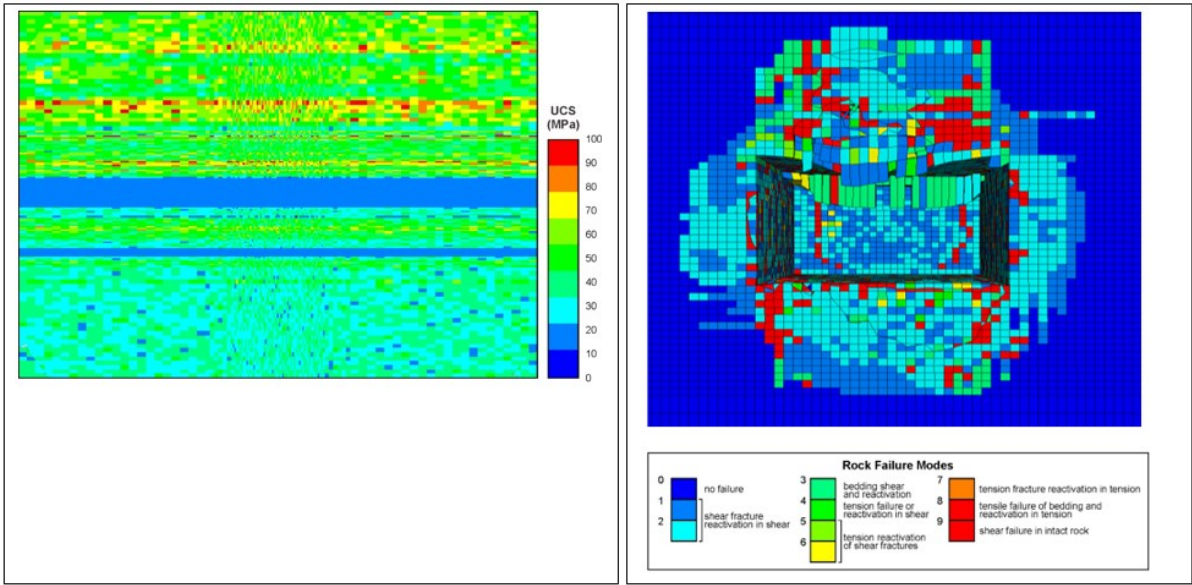 UCS
(MPa)
100
90
80
70
60
50
40
30
20
10
0
Rock Failure Modes
0
1
2
no failure
shear fracture
reactivation in shear
3
4
5
6
bedding shear
and reactivation
tension failure or
reactivation in shear
tension reactivation
of shear fractures
7
8
9
tension fracture reactivation in tension
tensile failure of bedding and
reactivation in tension
shear failure in intact rock